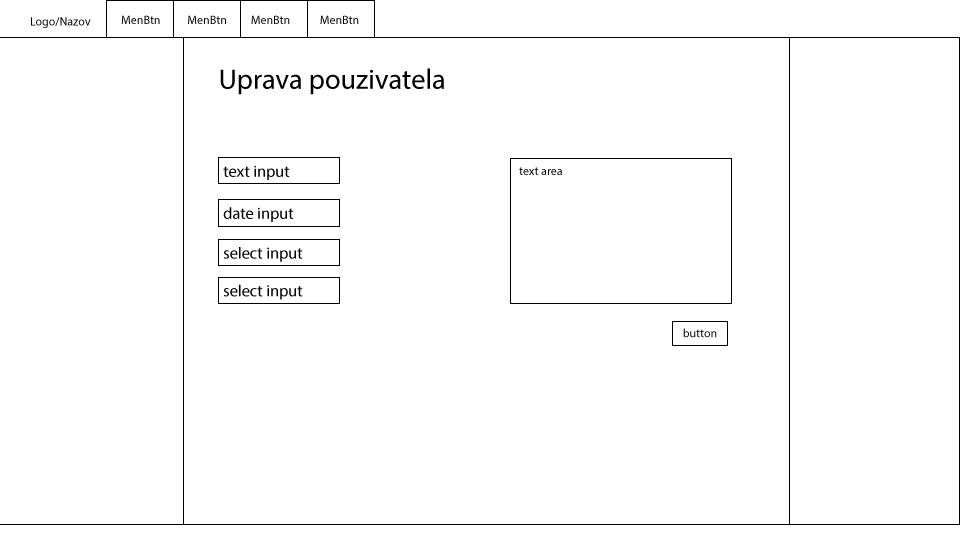 Logo/Nazov MenBtn MenBtn MenBtn MenBtn
Uprava pouzivatela
text input
date input
select input
select input
text area
button